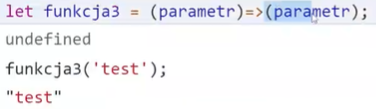 let funkcja3 = (parametr)=>(parametr);
undefined
funkcja3('test');
"test"